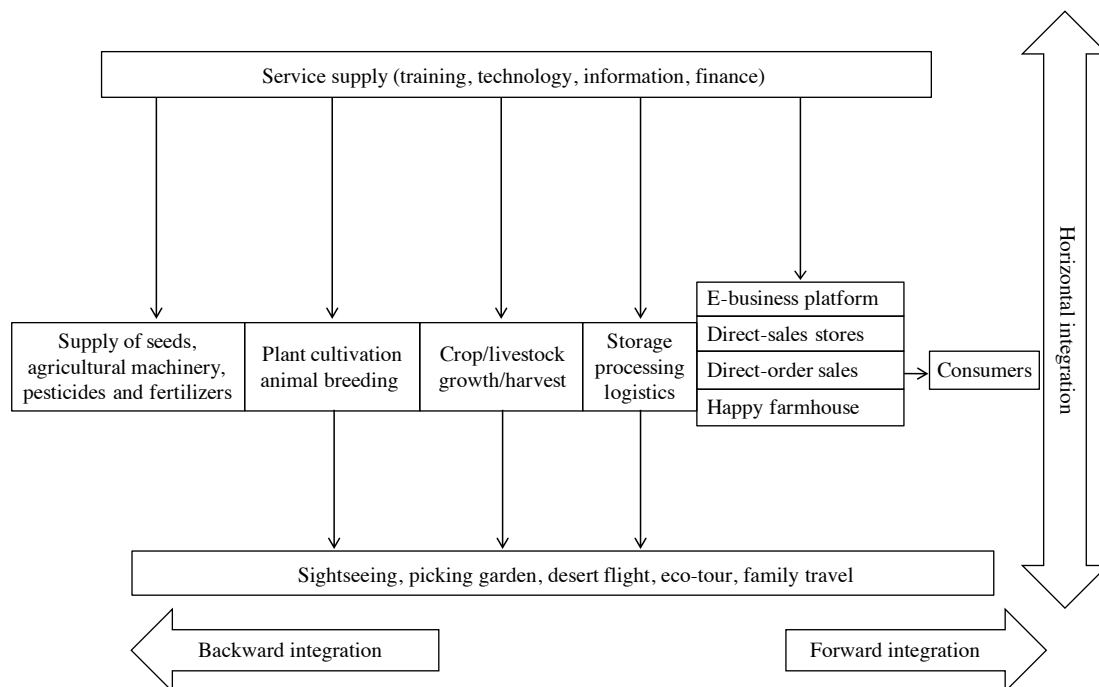 Service supply (training, technology, information, finance)
Supply of seeds,
agricultural machinery,
pesticides and fertilizers
Plant cultivation
animal breeding
Crop/livestock
growth/harvest
Storage
processing
logistics
E-business platform
Direct-sales stores
Direct-order sales
Happy farmhouse
Consumers
Horizontal integration
Sightseeing, picking garden, desert flight, eco-tour, family travel
Backward integration
Forward integration